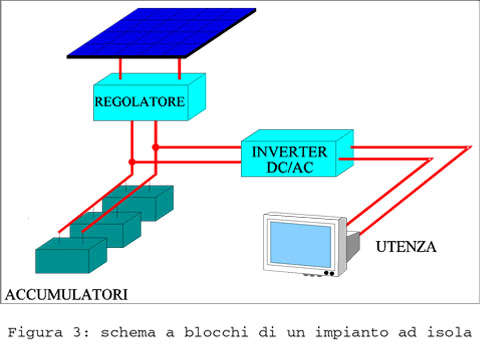 REGOLATORE
INVERTER
DC/AC
UTENZA
ACCUMULATORI
Figura 3: schema a blocchi di un impianto ad isola